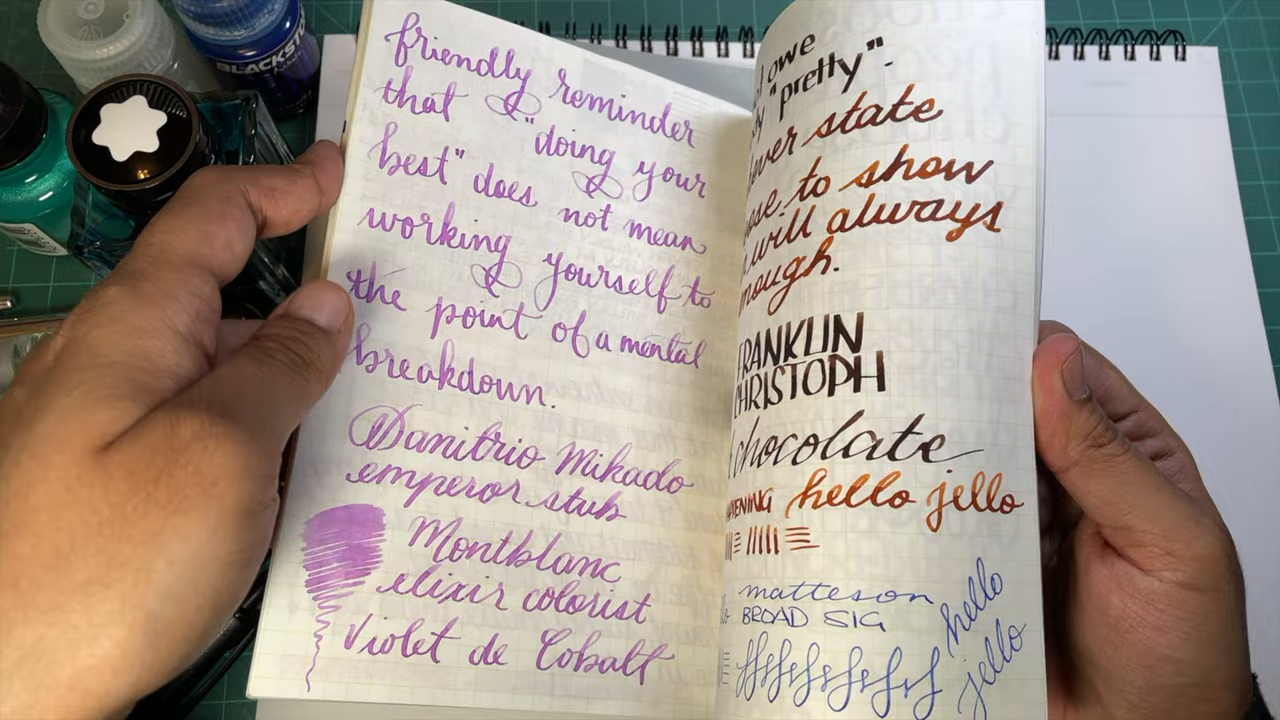 BLACKSTONE
friendly reminder
that "doing your
best" does not mean
working yourself to
the point of a mental
breakdown.
Danitrio Mikado
emperor stub
Montblanc
elixir colorist
Violet de Cobalt
owe
"pretty".
state
to show
will always
FRANKLIN
CHRISTOPH
chocolate
hello jello
matteson
BROAD SIG
hello
jello